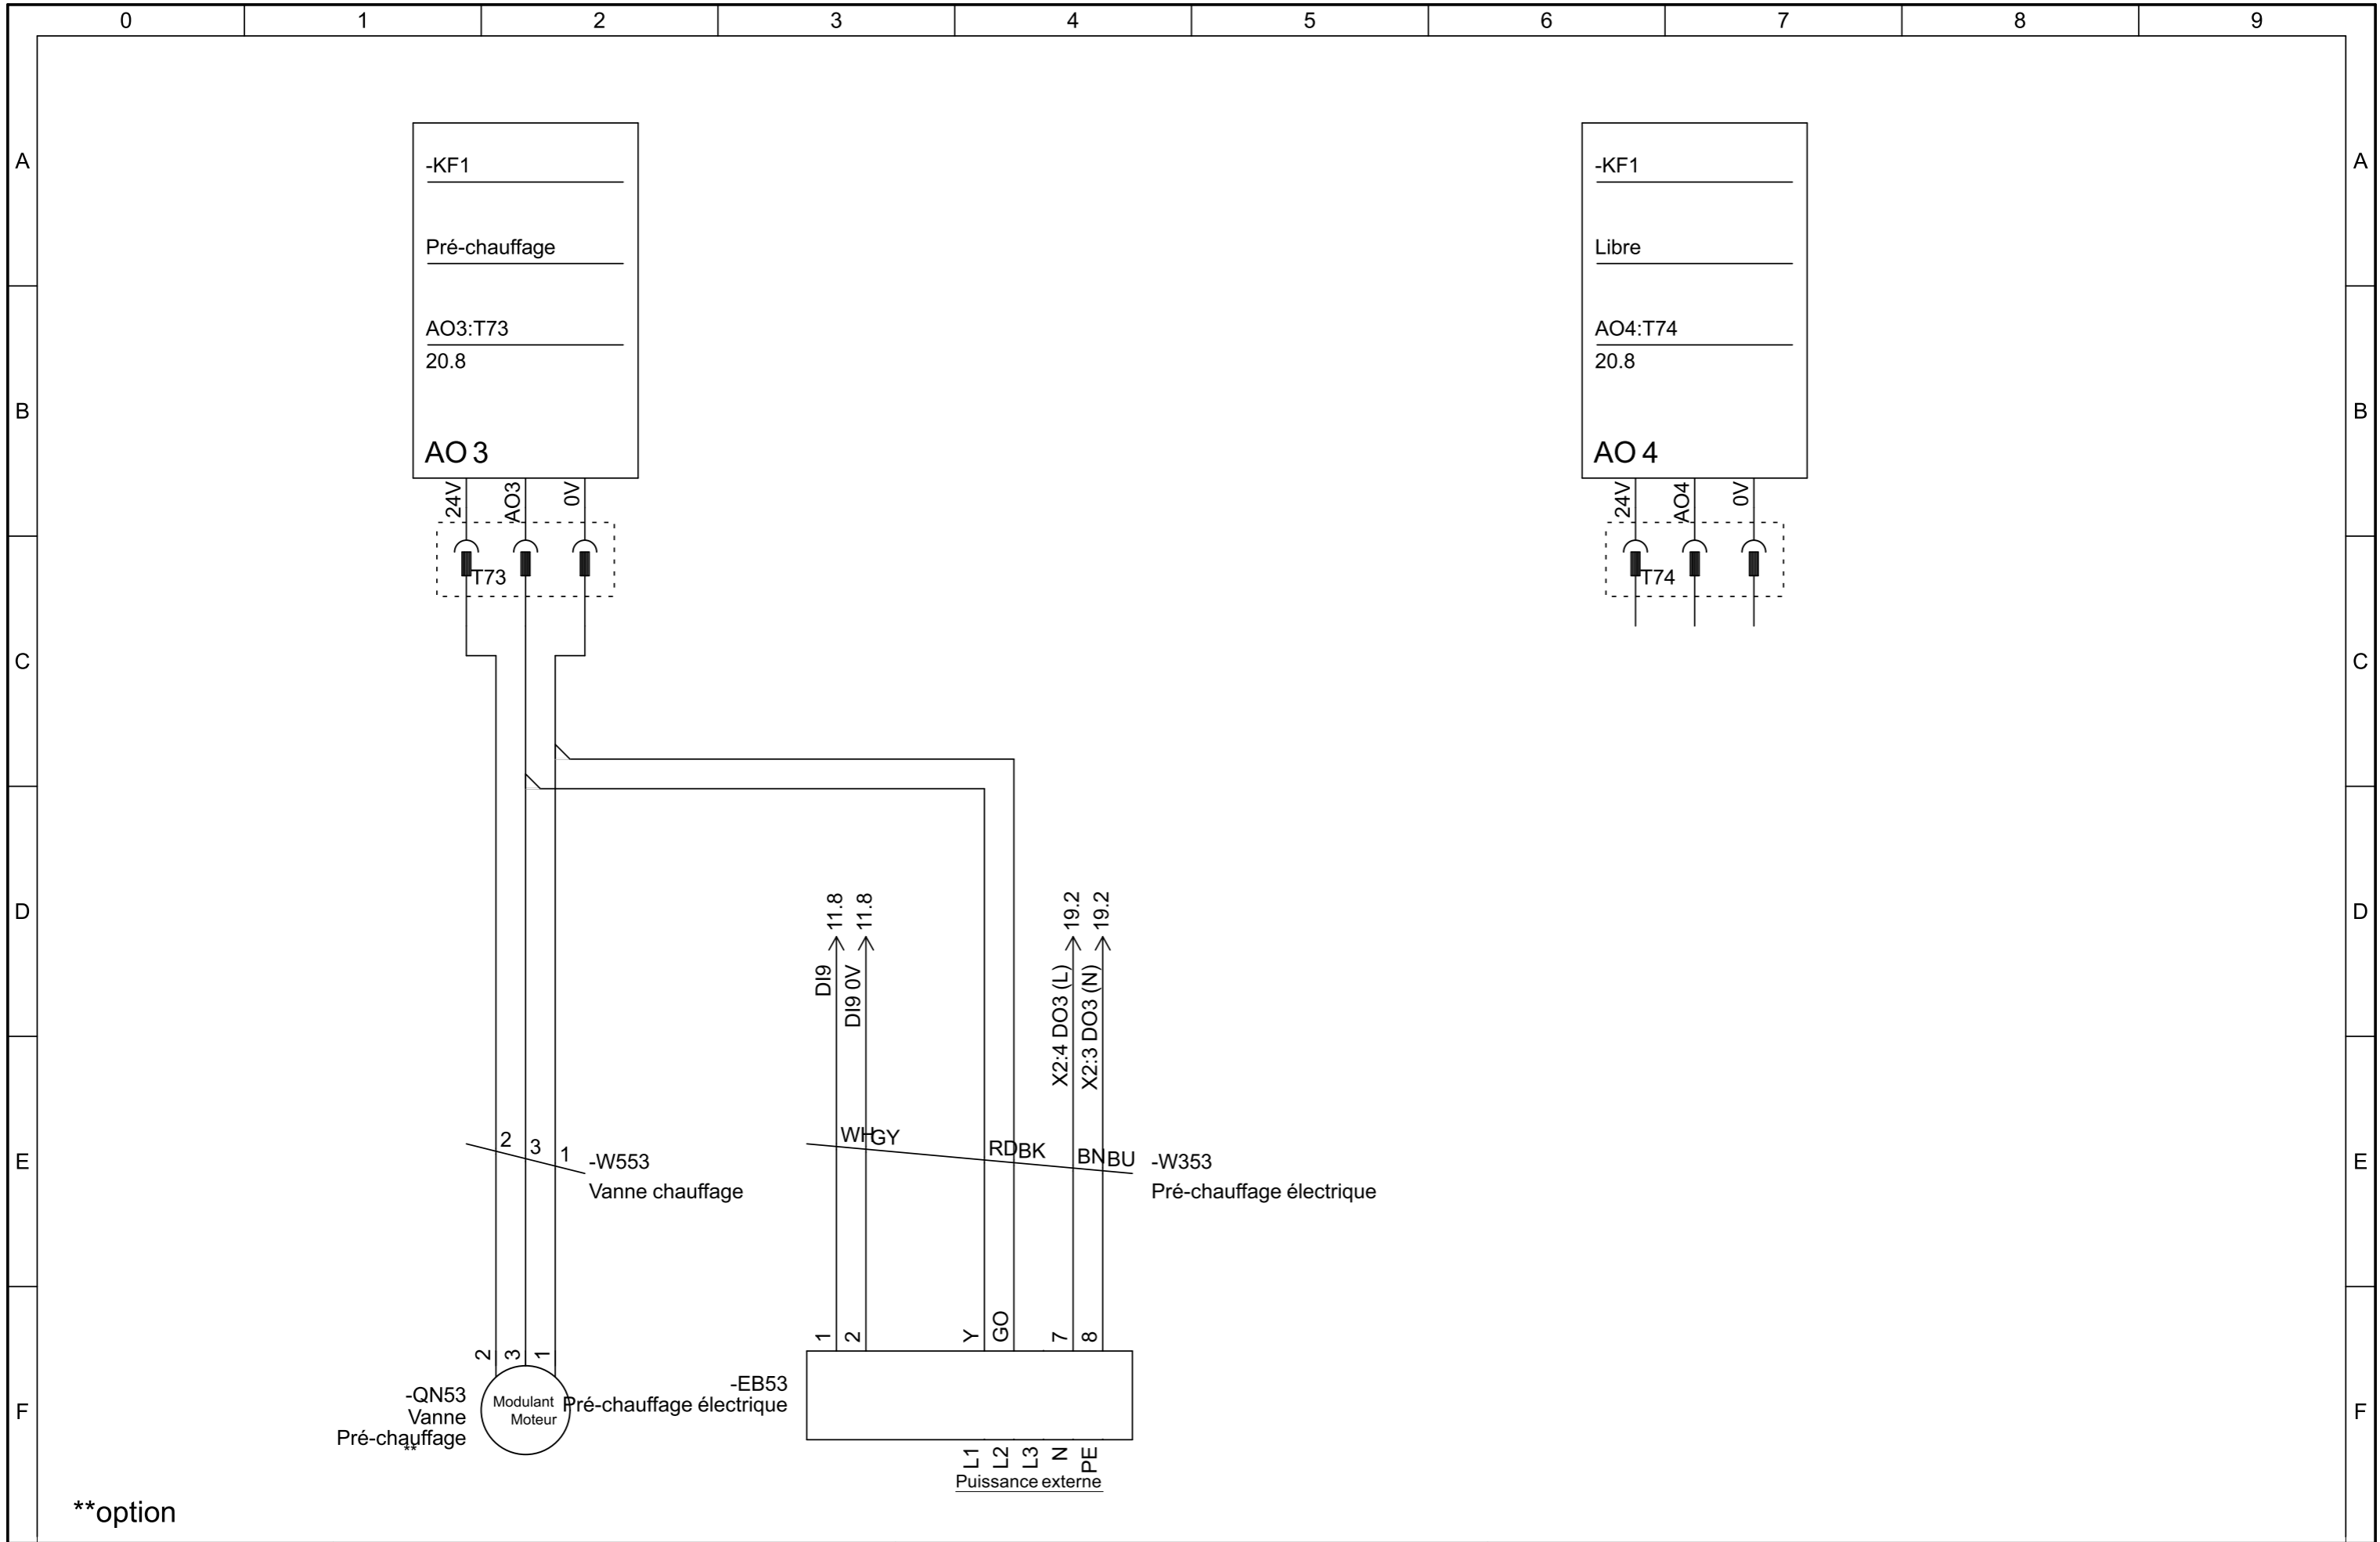 0 1 2 3 4 5 6 7 8 9
A A
-KF1
Pré-chauffage
AO3:T73
20.8
AO 3
24V AO3 0V
T73
-KF1
Libre
AO4:T74
20.8
AO 4
24V AO4 0V
T74
B B
C C
D D
11.8 11.8 19.2 19.2
DI9 DI9 0V X2:4 DO3 (L) X2:3 DO3 (N)
E E
2 3 1 -W553
Vanne chauffage
WH GY RD BK BN BU -W353
Pré-chauffage électrique
F F
2 3 1
-QN53
Vanne
Pré-chauffage
**
Modulant
Moteur
1 2 Y GO 7 8
-EB53
Pré-chauffage électrique
L1 L2 L3 N PE
Puissance externe
**option